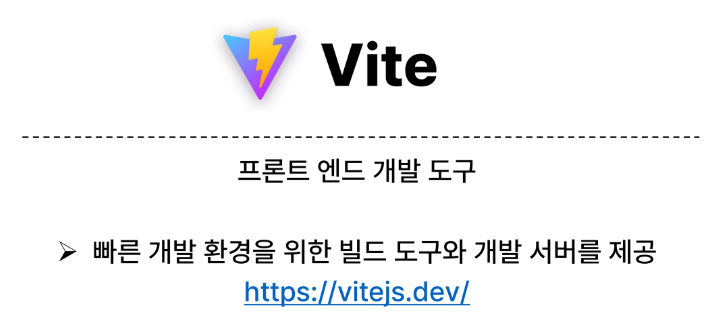 Vite
프론트 엔드 개발 도구
➢ 빠른 개발 환경을 위한 빌드 도구와 개발 서버를 제공
https://vitejs.dev/